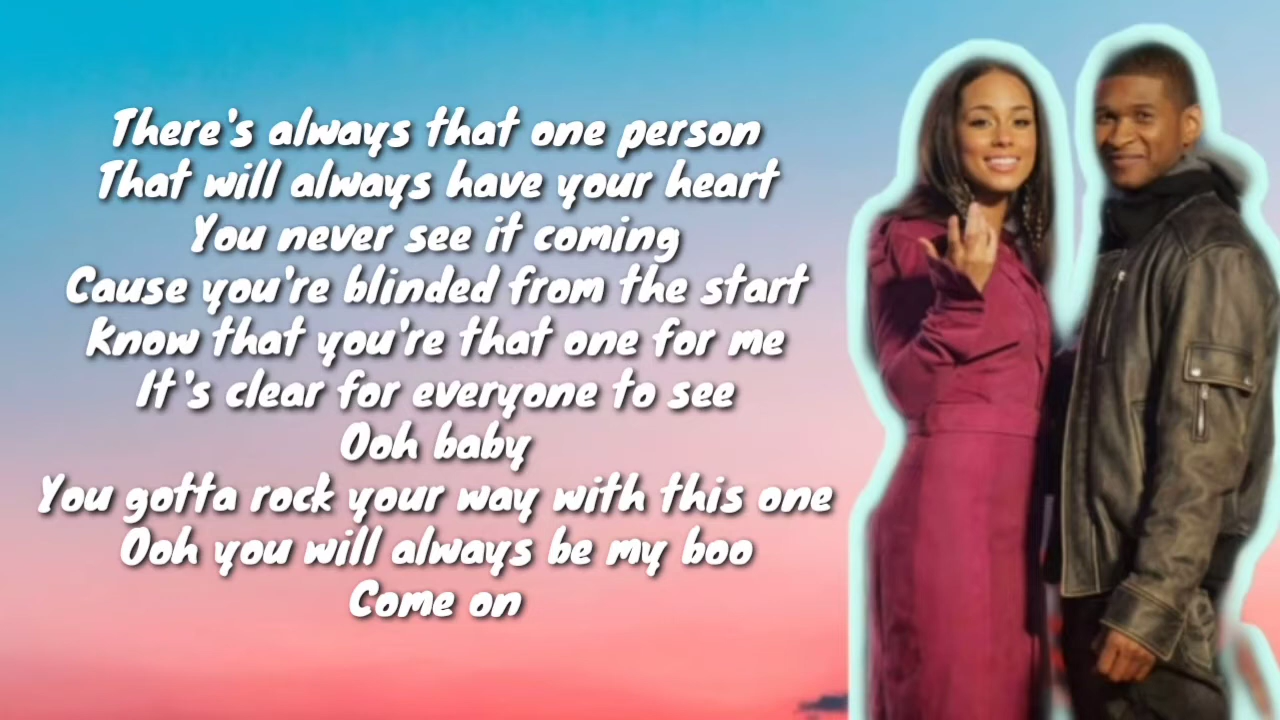 There's always that one person
That will always have your heart
You never see it coming
Cause you're blinded from the start
Know that you're that one for me
It's clear for everyone to see
Ooh baby
You gotta rock your way with this one
Ooh you will always be my boo
Come on